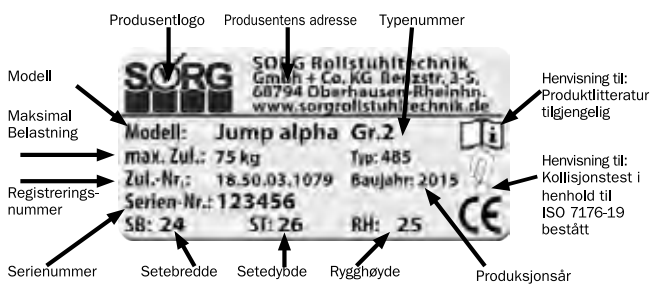 Produsentlogo
Produsentens adresse
Typenummer
Modell
Maksimal
Belastning
Registrerings-
nummer
Serienummer
SORG
SORG Rollstuhltechnik
GmbH + Co. KG Benzstr. 3-5,
68794 Oberhausen-Rheinhn.
www.sorgrollstuhltechnik.de
Modell: Jump alpha Gr.2
max. Zul.: 75 kg Typ: 485
Zul.-Nr.: 18.50.03.1079 Baujahr: 2015
Serien-Nr.: 123456
SB: 24 ST: 26 RH: 25
i
CE
Henvisning til:
Produktlitteratur
tilgjengelig
Henvisning til:
Kollisjonstest i
henhold til
ISO 7176-19
bestått
Setebredde
Setedybde
Rygghøyde
Produksjonsår